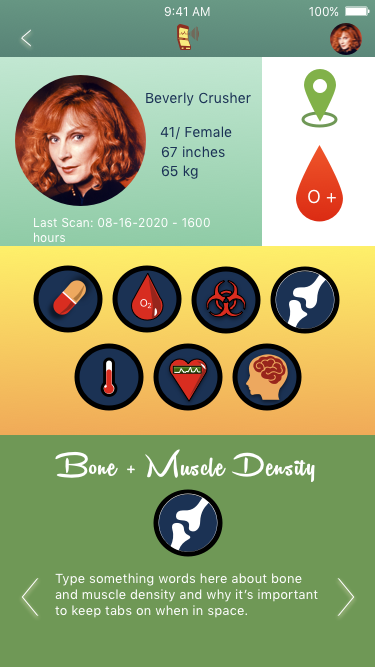 9:41 AM
100%
Beverly Crusher
41/ Female
67 inches
65 kg
Last Scan: 08-16-2020 - 1600
hours
O +
O2
Bone + Muscle Density
Type something words here about bone
and muscle density and why it's important
to keep tabs on when in space.